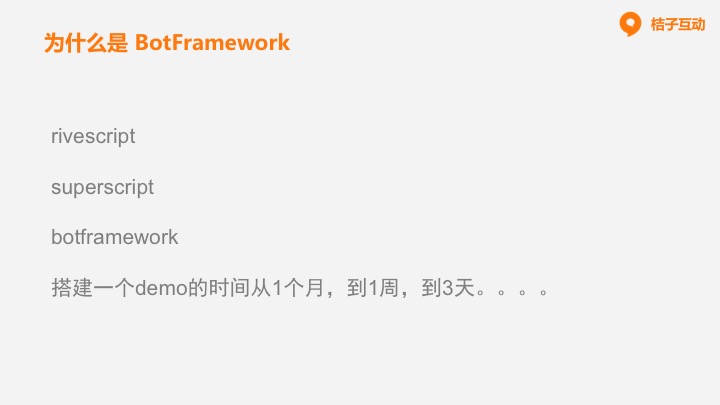 桔子互动
为什么是 BotFramework
rivescript
superscript
botframework
搭建一个demo的时间从1个月，到1周，到3天。。。。